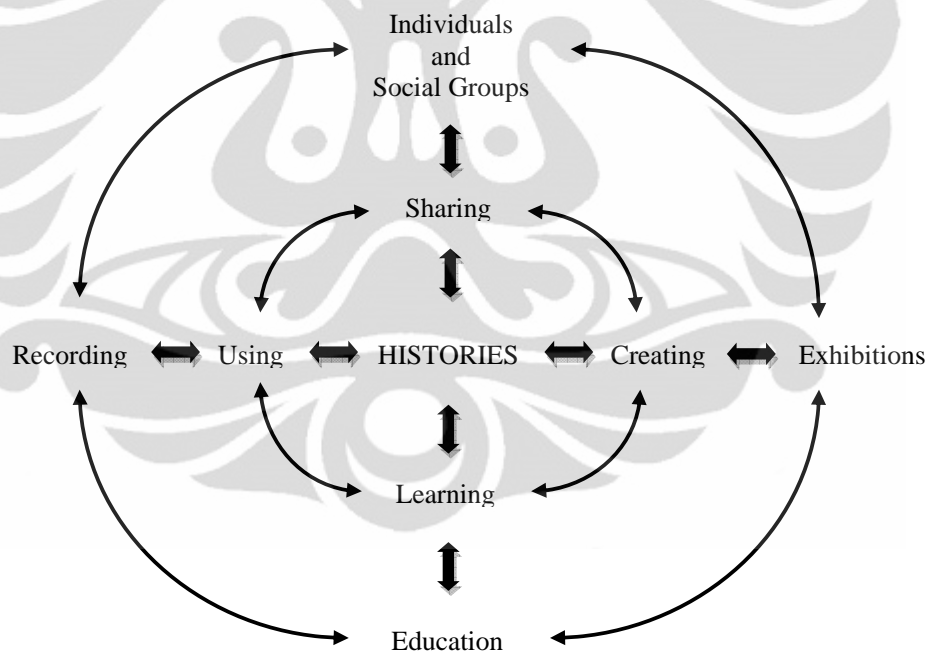 Individuals
and
Social Groups
Sharing
Recording Using HISTORIES Creating Exhibitions
Learning
Education